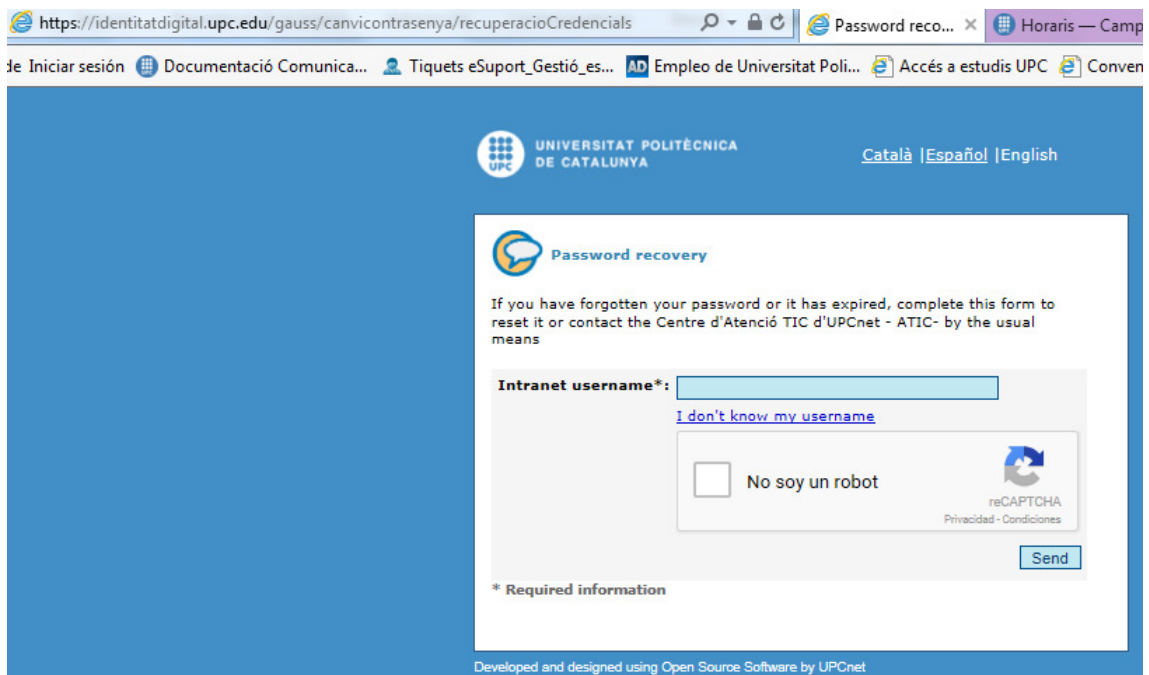 https://identitatdigital.upc.edu/gauss/canvicontrasenya/recuperacioCredencials
Password reco...
Horaris — Camp
de Iniciar sesión
Documentació Comunica...
Tiquets eSuport_Gestió_es...
AD Empleo de Universitat Poli...
Accés a estudis UPC
Conven
UPC
UNIVERSITAT POLITÈCNICA
DE CATALUNYA
Català |Español |English
Password recovery
If you have forgotten your password or it has expired, complete this form to
reset it or contact the Centre d'Atenció TIC d'UPCnet - ATIC- by the usual
means
Intranet username*:
I don't know my username
No soy un robot
reCAPTCHA
Privacidad - Condiciones
Send
* Required information
Developed and designed using Open Source Software by UPCnet